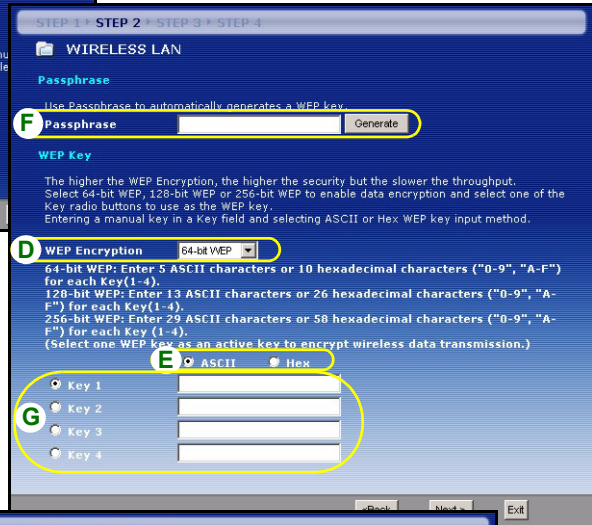 STEP 1 STEP 2 STEP 3 STEP 4
WIRELESS LAN
Passphrase
Use Passphrase to automatically generates a WEP key.
F Passphrase Generate
WEP Key
The higher the WEP Encryption, the higher the security but the slower the throughput.
Select 64-bit WEP, 128-bit WEP or 256-bit WEP to enable data encryption and select one of the
Key radio buttons to use as the WEP key.
Entering a manual key in a Key field and selecting ASCII or Hex WEP key input method.
D WEP Encryption 64-bit WEP
64-bit WEP: Enter 5 ASCII characters or 10 hexadecimal characters ("0-9", "A-F")
for each Key(1-4).
128-bit WEP: Enter 13 ASCII characters or 26 hexadecimal characters ("0-9", "A-
F") for each Key(1-4).
256-bit WEP: Enter 29 ASCII characters or 58 hexadecimal characters ("0-9", "A-
F") for each Key (1-4).
(Select one WEP key as an active key to encrypt wireless data transmission.)
E ASCII Hex
Key 1
G Key 2
Key 3
Key 4
<Back Next > Exit